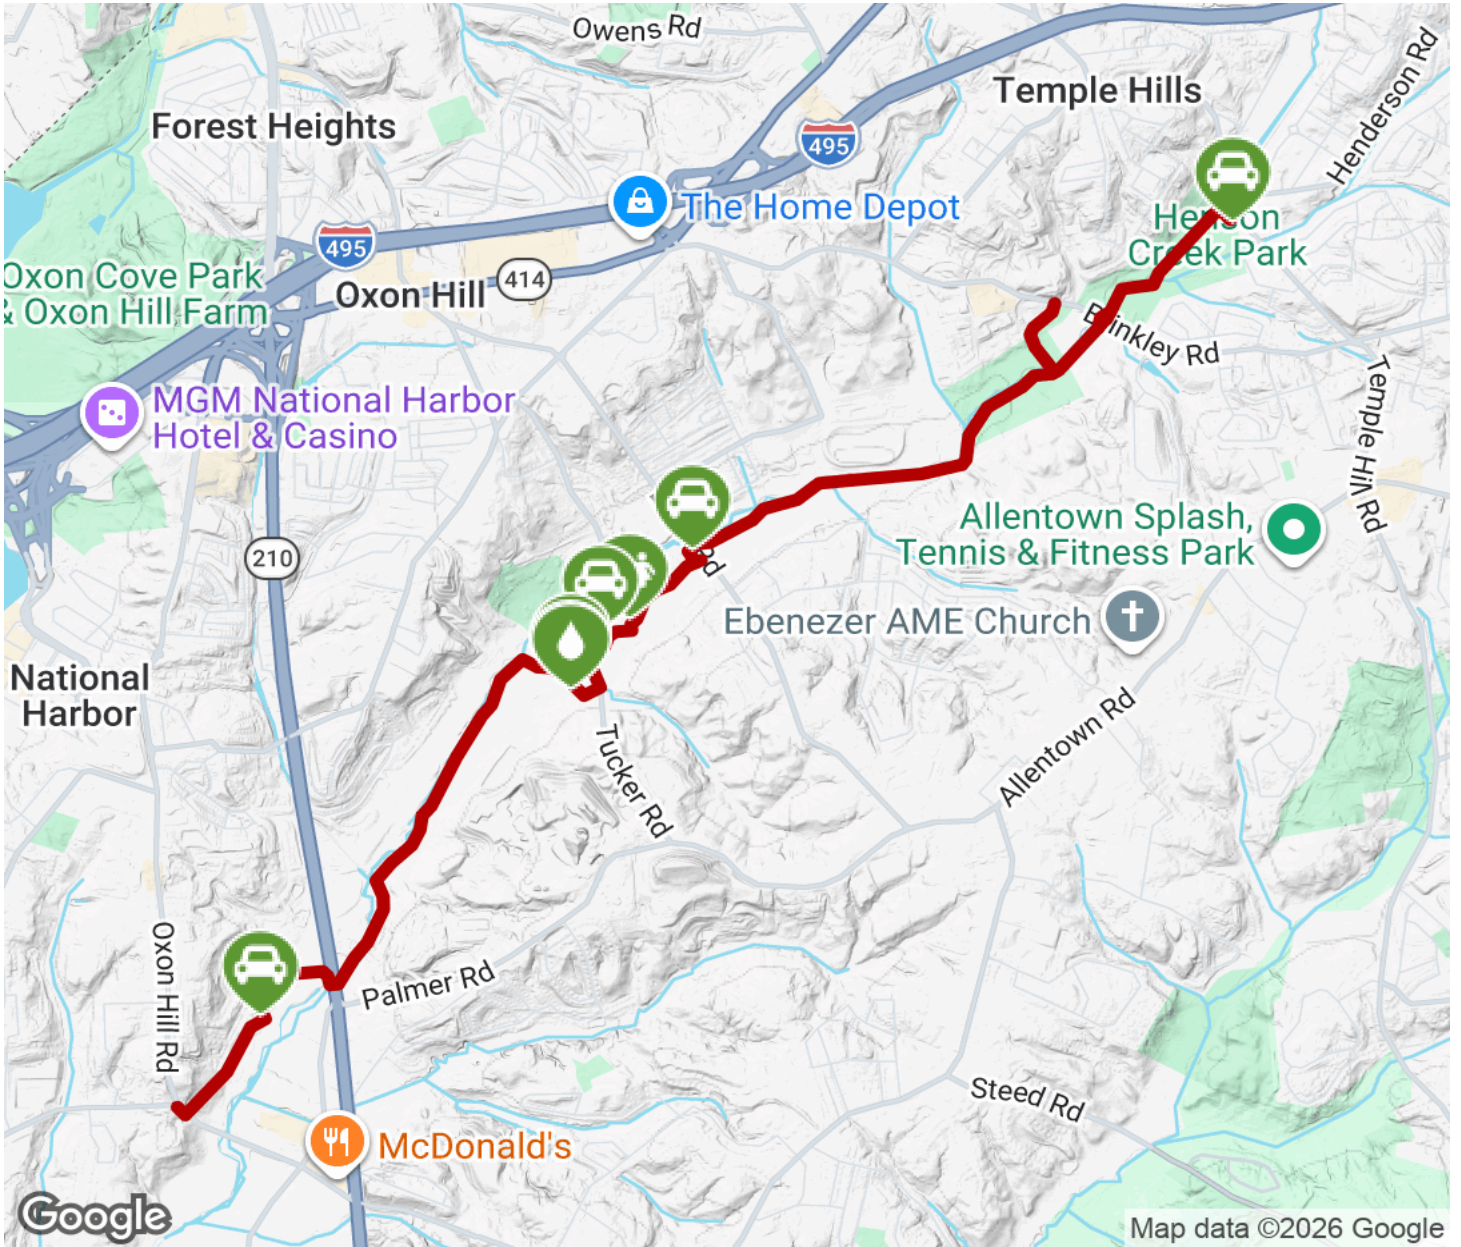 Owens Rd
Temple Hills
Henderson Rd
Forest Heights
495
The Home Depot
495
Henson
Creek Park
Oxon Cove Park
& Oxon Hill Farm
414
Oxon Hill
Brinkley Rd
Temple Hill Rd
MGM National Harbor
Hotel & Casino
Allentown Splash,
Tennis & Fitness Park
210
Rd
Ebenezer AME Church
National
Harbor
Allentown Rd
Tucker Rd
Oxon Hill Rd
Palmer Rd
Steed Rd
McDonald's
Google
Map data ©2026 Google